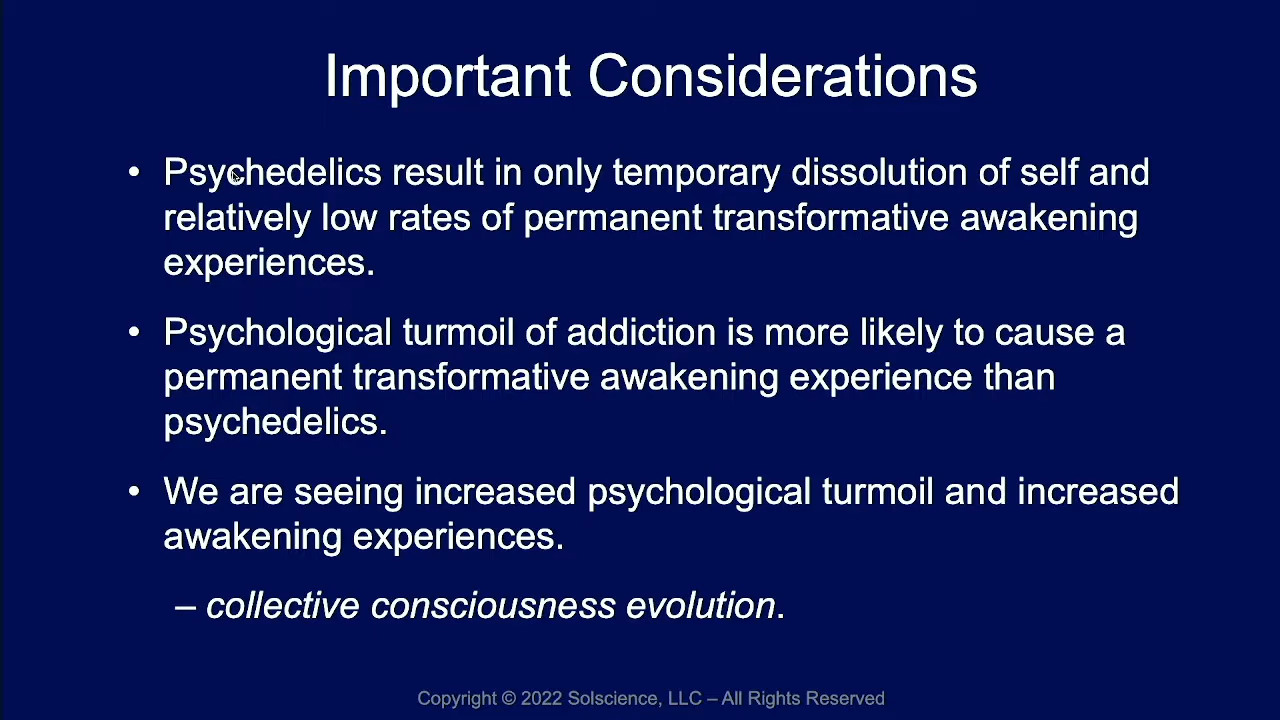 Important Considerations
• Psychedelics result in only temporary dissolution of self and
relatively low rates of permanent transformative awakening
experiences.
• Psychological turmoil of addiction is more likely to cause a
permanent transformative awakening experience than
psychedelics.
• We are seeing increased psychological turmoil and increased
awakening experiences.
– collective consciousness evolution.
Copyright © 2022 Solscience, LLC – All Rights Reserved